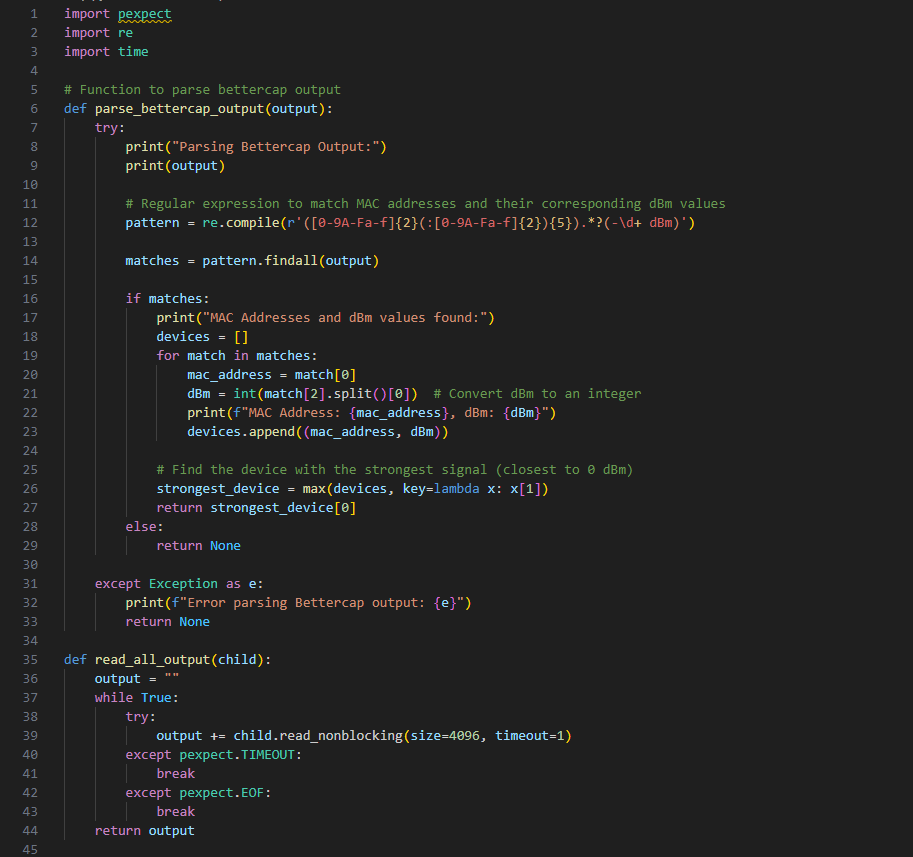 1 import pexpect
2 import re
3 import time
4
5 # Function to parse bettercap output
6 def parse_bettercap_output(output):
7     try:
8         print("Parsing Bettercap Output:")
9         print(output)
10
11         # Regular expression to match MAC addresses and their corresponding dBm values
12         pattern = re.compile(r'([0-9A-Fa-f]{2}(:[0-9A-Fa-f]{2}){5}).*?(-\d+ dBm)')
13
14         matches = pattern.findall(output)
15
16         if matches:
17             print("MAC Addresses and dBm values found:")
18             devices = []
19             for match in matches:
20                 mac_address = match[0]
21                 dBm = int(match[2].split()[0])  # Convert dBm to an integer
22                 print(f"MAC Address: {mac_address}, dBm: {dBm}")
23                 devices.append((mac_address, dBm))
24
25             # Find the device with the strongest signal (closest to 0 dBm)
26             strongest_device = max(devices, key=lambda x: x[1])
27             return strongest_device[0]
28         else:
29             return None
30
31     except Exception as e:
32         print(f"Error parsing Bettercap output: {e}")
33         return None
34
35 def read_all_output(child):
36     output = ""
37     while True:
38         try:
39             output += child.read_nonblocking(size=4096, timeout=1)
40         except pexpect.TIMEOUT:
41             break
42         except pexpect.EOF:
43             break
44     return output
45